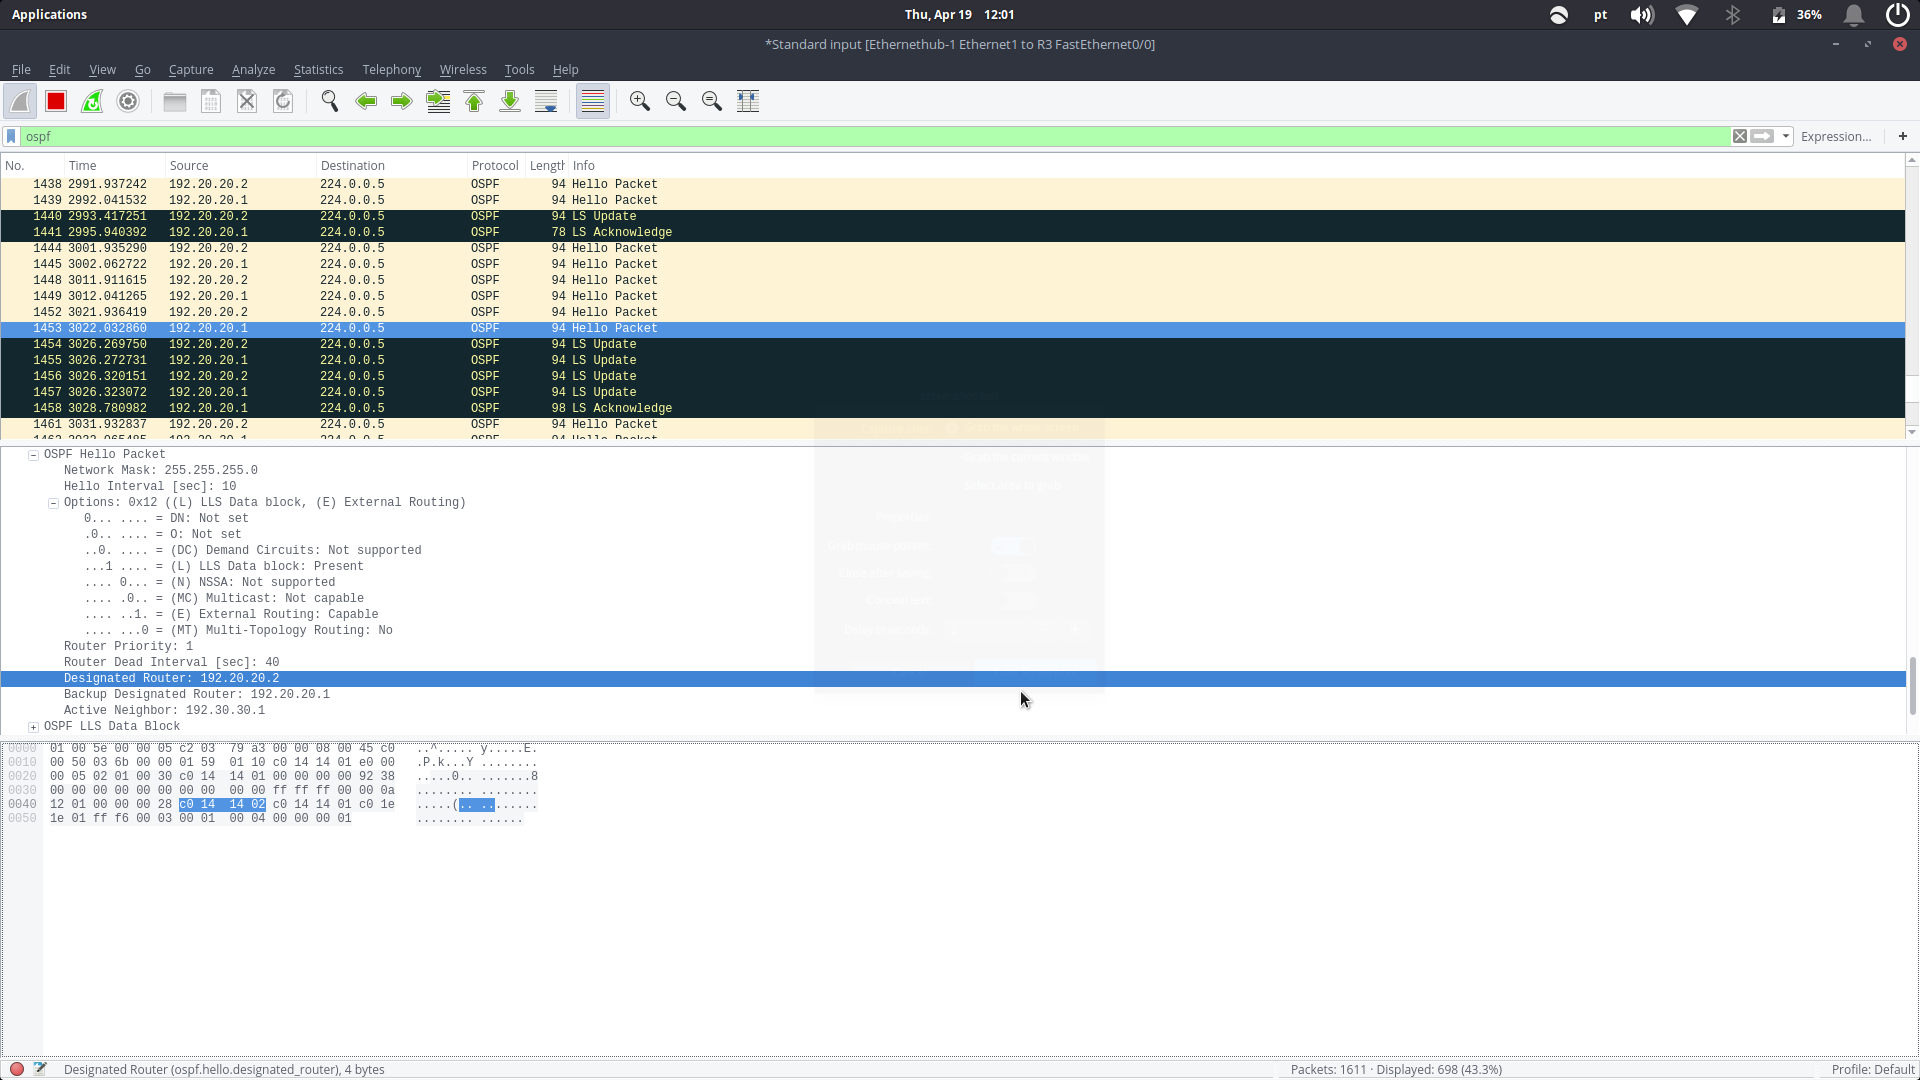 Applications
Thu, Apr 19 12:01
pt
36%
*Standard input [Ethernethub-1 Ethernet1 to R3 FastEthernet0/0]
File Edit View Go Capture Analyze Statistics Telephony Wireless Tools Help
ospf
Expression...
No. Time Source Destination Protocol Length Info
1438 2991.937242 192.20.20.2 224.0.0.5 OSPF 94 Hello Packet
1439 2992.041532 192.20.20.1 224.0.0.5 OSPF 94 Hello Packet
1440 2993.417251 192.20.20.2 224.0.0.5 OSPF 94 LS Update
1441 2995.940392 192.20.20.1 224.0.0.5 OSPF 78 LS Acknowledge
1444 3001.935290 192.20.20.2 224.0.0.5 OSPF 94 Hello Packet
1445 3002.062722 192.20.20.1 224.0.0.5 OSPF 94 Hello Packet
1448 3011.911615 192.20.20.2 224.0.0.5 OSPF 94 Hello Packet
1449 3012.041265 192.20.20.1 224.0.0.5 OSPF 94 Hello Packet
1452 3021.936419 192.20.20.2 224.0.0.5 OSPF 94 Hello Packet
1453 3022.032860 192.20.20.1 224.0.0.5 OSPF 94 Hello Packet
1454 3026.269750 192.20.20.2 224.0.0.5 OSPF 94 LS Update
1455 3026.272731 192.20.20.1 224.0.0.5 OSPF 94 LS Update
1456 3026.320151 192.20.20.2 224.0.0.5 OSPF 94 LS Update
1457 3026.323072 192.20.20.1 224.0.0.5 OSPF 94 LS Update
1458 3028.780982 192.20.20.1 224.0.0.5 OSPF 98 LS Acknowledge
1461 3031.932837 192.20.20.2 224.0.0.5 OSPF 94 Hello Packet
OSPF Hello Packet
Network Mask: 255.255.255.0
Hello Interval [sec]: 10
Options: 0x12 ((L) LLS Data block, (E) External Routing)
0... .... = DN: Not set
.0.. .... = O: Not set
..0. .... = (DC) Demand Circuits: Not supported
...1 .... = (L) LLS Data block: Present
.... 0... = (N) NSSA: Not supported
.... .0.. = (MC) Multicast: Not capable
.... ..1. = (E) External Routing: Capable
.... ...0 = (MT) Multi-Topology Routing: No
Router Priority: 1
Router Dead Interval [sec]: 40
Designated Router: 192.20.20.2
Backup Designated Router: 192.20.20.1
Active Neighbor: 192.30.30.1
OSPF LLS Data Block
0000 01 00 5e 00 00 05 c2 03 79 a3 00 00 08 00 45 c0 ..^..... y.....E.
0010 00 50 03 6b 00 00 01 59 01 10 c0 14 14 01 e0 00 .P.k...Y ........
0020 00 05 02 01 00 30 c0 14 14 01 00 00 00 00 92 38 .....0.. .......8
0030 00 00 00 00 00 00 00 00 00 00 ff ff ff 00 00 0a ........ ........
0040 12 01 00 00 00 28 c0 14 14 02 c0 14 14 01 c0 1e .....(.. ........
0050 1e 01 ff f6 00 03 00 01 00 04 00 00 00 01 ........ ......
Designated Router (ospf.hello.designated_router), 4 bytes
Packets: 1611 · Displayed: 698 (43.3%)
Profile: Default